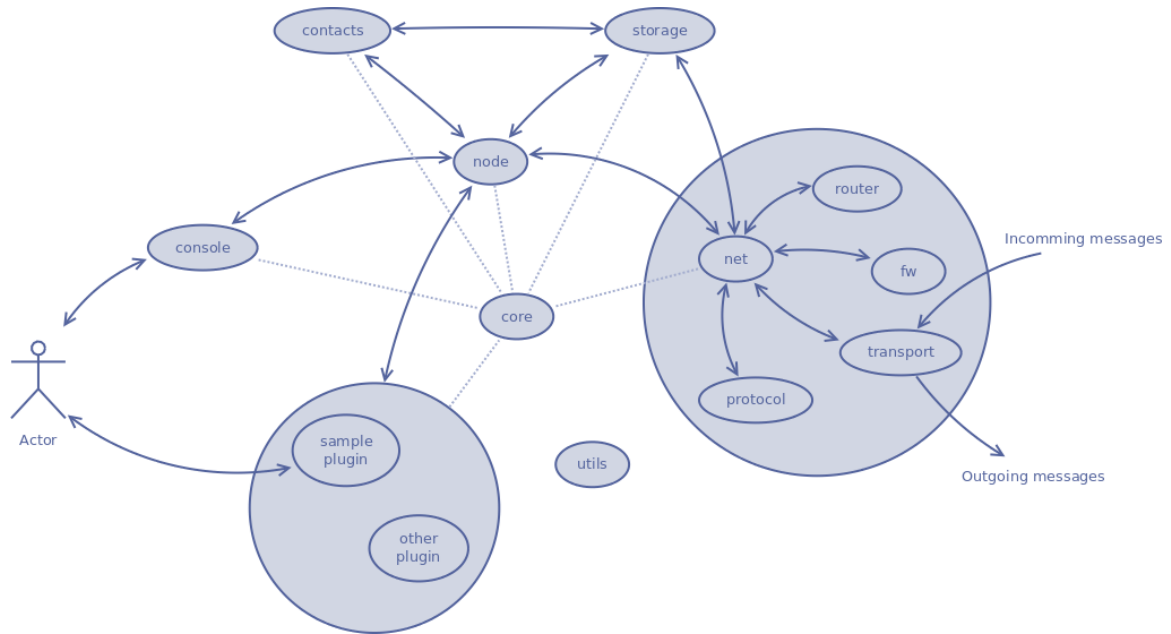 contacts
storage
node
router
console
Incomming messages
net
fw
core
transport
protocol
Actor
sample
plugin
utils
Outgoing messages
other
plugin